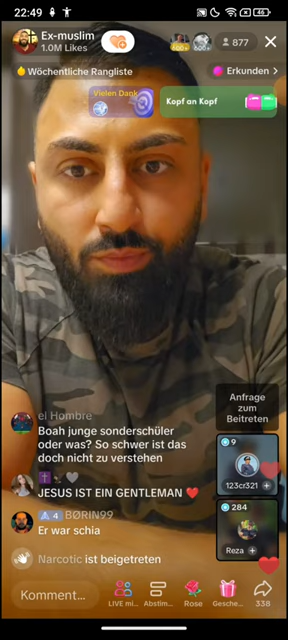 22:49
46
Ex-muslim
1.0M Likes
600+
600+
877
Wöchentliche Rangliste
Erkunden >
Vielen Dank
Kopf an Kopf
Anfrage
zum
Beitreten
el Hombre
Boah junge sonderschüler
oder was? So schwer ist das
doch nicht zu verstehen
9
123cr321 +
✝️🕊️🩶
JESUS IST EIN GENTLEMAN ❤️
284
Reza +
4 BØRIN99
Er war schia
Narcotic ist beigetreten
Komment...
LIVE mi...
Abstim...
Rose
Gesche...
338